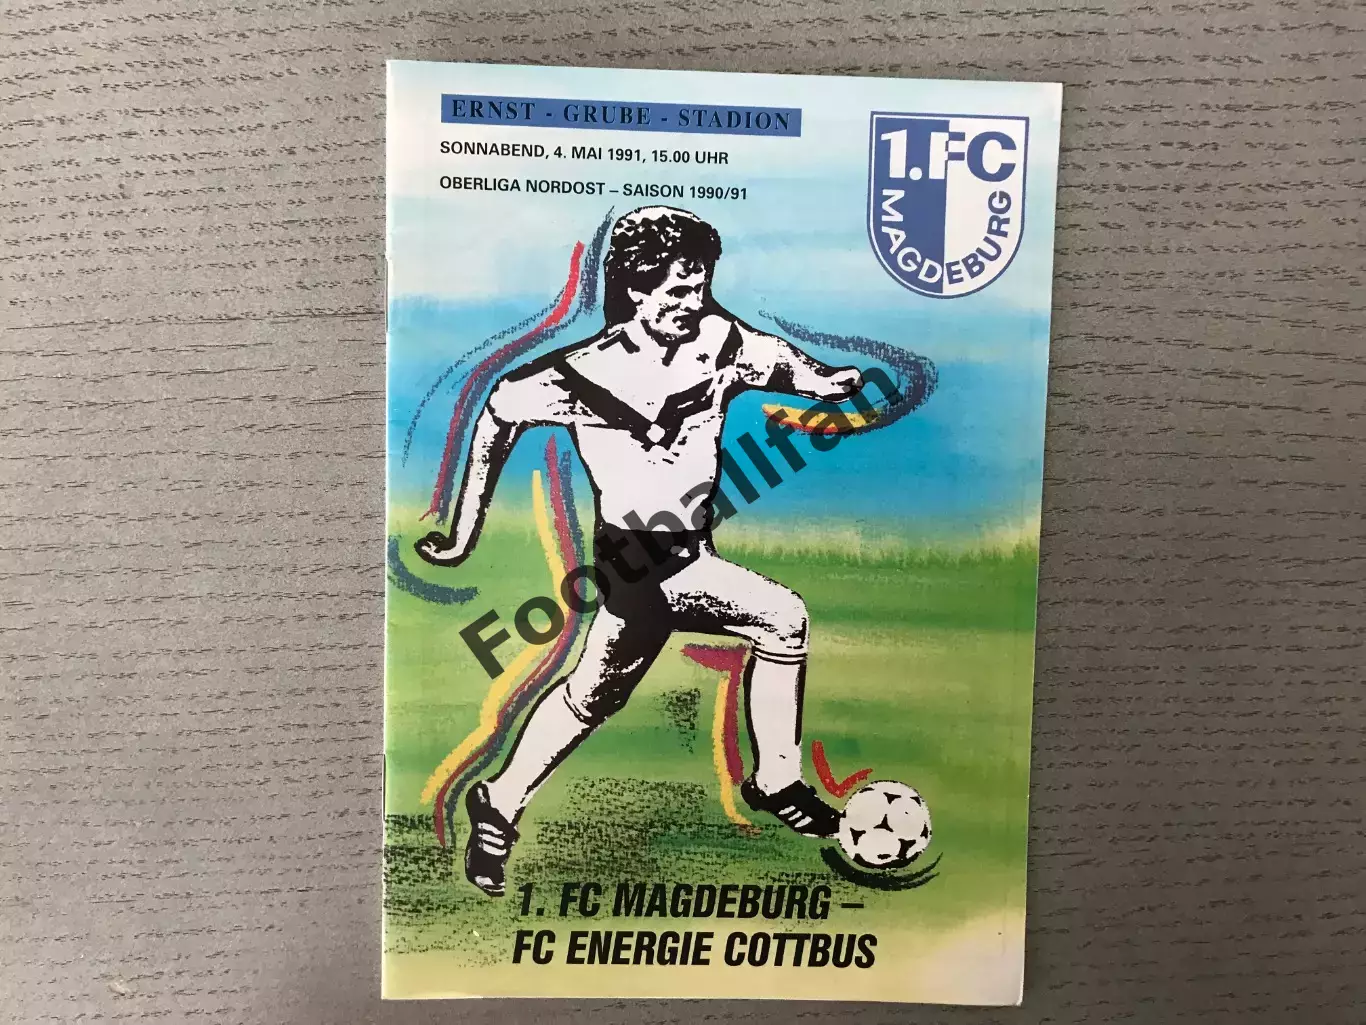 ERNST - GRUBE - STADION
SONNABEND, 4. MAI 1991, 15.00 UHR
OBERLIGA NORDOST – SAISON 1990/91
1. FC
MAGDEBURG
Footballfan
1. FC MAGDEBURG –
FC ENERGIE COTTBUS